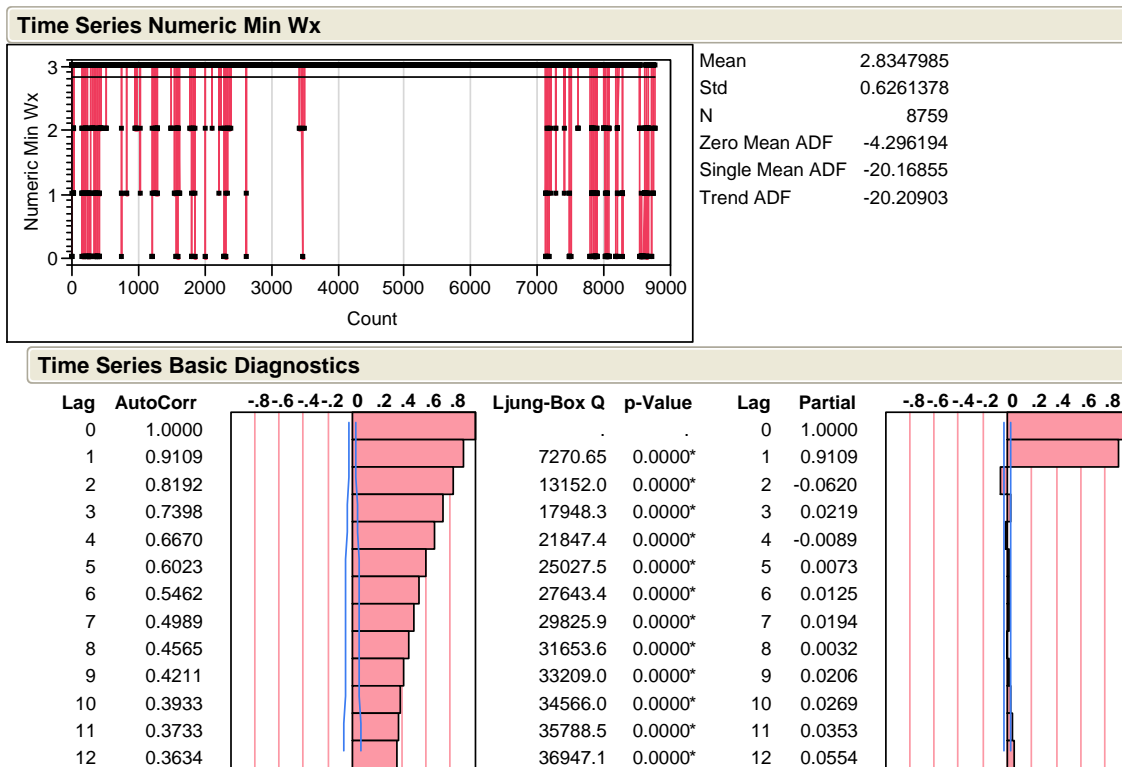 Time Series Numeric Min Wx
Numeric Min Wx
3
2
1
0
0 1000 2000 3000 4000 5000 6000 7000 8000 9000
Count
Mean 2.8347985
Std 0.6261378
N 8759
Zero Mean ADF -4.296194
Single Mean ADF -20.16855
Trend ADF -20.20903
Time Series Basic Diagnostics
Lag AutoCorr -.8 -.6 -.4 -.2 0 .2 .4 .6 .8 Ljung-Box Q p-Value Lag Partial -.8 -.6 -.4 -.2 0 .2 .4 .6 .8
0 1.0000 . . 0 1.0000
1 0.9109 7270.65 0.0000* 1 0.9109
2 0.8192 13152.0 0.0000* 2 -0.0620
3 0.7398 17948.3 0.0000* 3 0.0219
4 0.6670 21847.4 0.0000* 4 -0.0089
5 0.6023 25027.5 0.0000* 5 0.0073
6 0.5462 27643.4 0.0000* 6 0.0125
7 0.4989 29825.9 0.0000* 7 0.0194
8 0.4565 31653.6 0.0000* 8 0.0032
9 0.4211 33209.0 0.0000* 9 0.0206
10 0.3933 34566.0 0.0000* 10 0.0269
11 0.3733 35788.5 0.0000* 11 0.0353
12 0.3634 36947.1 0.0000* 12 0.0554